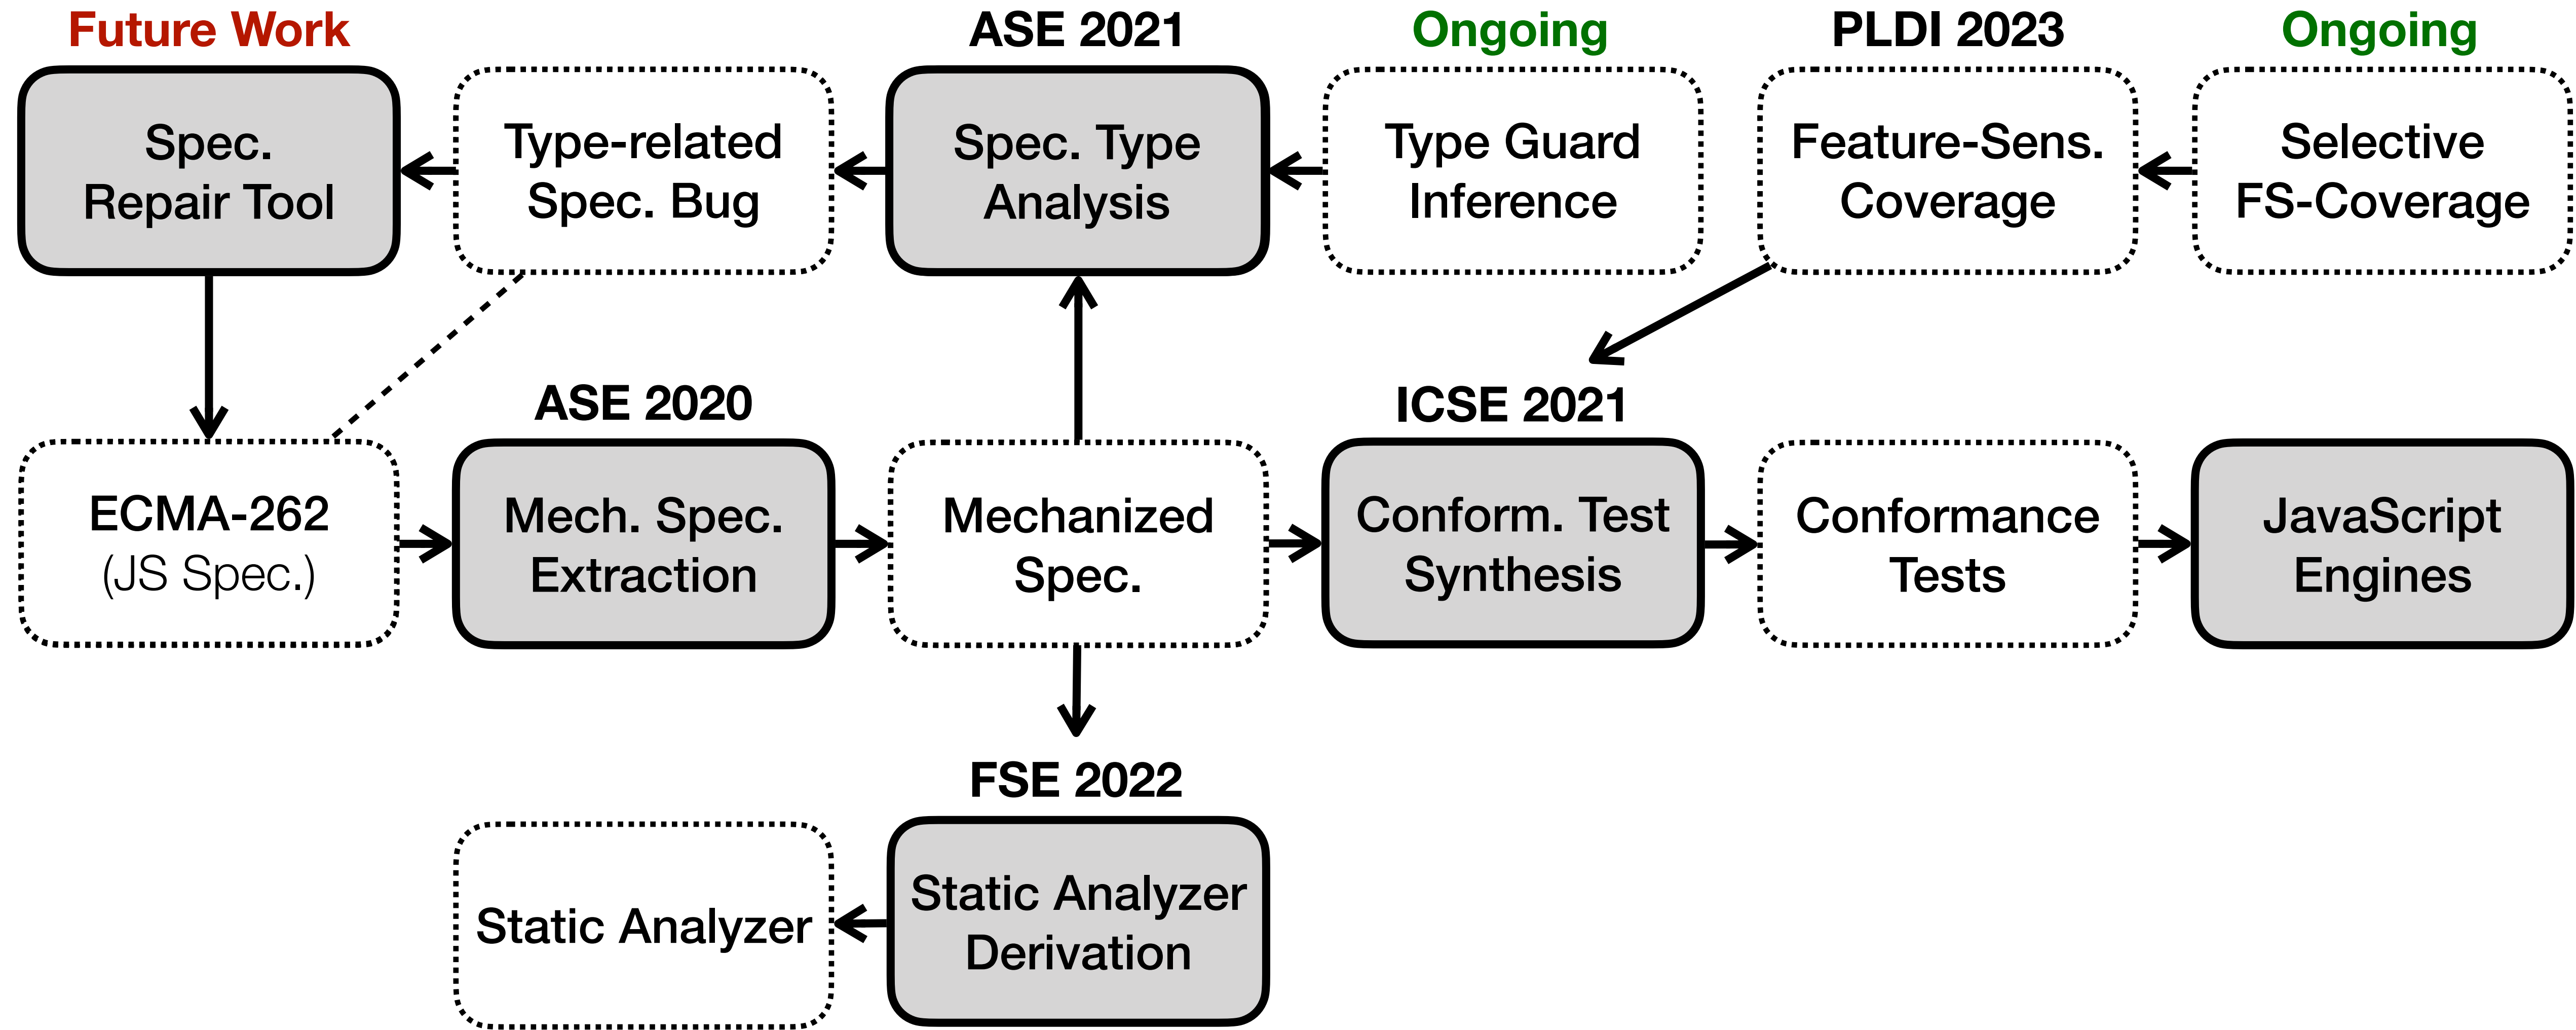 Future Work
ASE 2021
Ongoing
PLDI 2023
Ongoing
Spec.
Repair Tool
Type-related
Spec. Bug
Spec. Type
Analysis
Type Guard
Inference
Feature-Sens.
Coverage
Selective
FS-Coverage
ASE 2020
ICSE 2021
ECMA-262
(JS Spec.)
Mech. Spec.
Extraction
Mechanized
Spec.
Conform. Test
Synthesis
Conformance
Tests
JavaScript
Engines
FSE 2022
Static Analyzer
Static Analyzer
Derivation